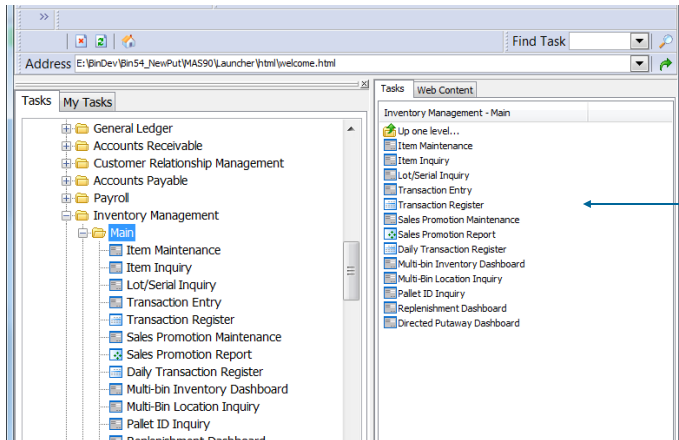 »
Find Task
Address E:\BinDev\Bin54_NewPut\MAS90\Launcher\html\welcome.html
Tasks My Tasks
General Ledger
Accounts Receivable
Customer Relationship Management
Accounts Payable
Payroll
Inventory Management
Main
Item Maintenance
Item Inquiry
Lot/Serial Inquiry
Transaction Entry
Transaction Register
Sales Promotion Maintenance
Sales Promotion Report
Daily Transaction Register
Multi-bin Inventory Dashboard
Multi-Bin Location Inquiry
Pallet ID Inquiry
Replenishment Dashboard
Tasks Web Content
Inventory Management - Main
Up one level...
Item Maintenance
Item Inquiry
Lot/Serial Inquiry
Transaction Entry
Transaction Register
Sales Promotion Maintenance
Sales Promotion Report
Daily Transaction Register
Multi-bin Inventory Dashboard
Multi-Bin Location Inquiry
Pallet ID Inquiry
Replenishment Dashboard
Directed Putaway Dashboard